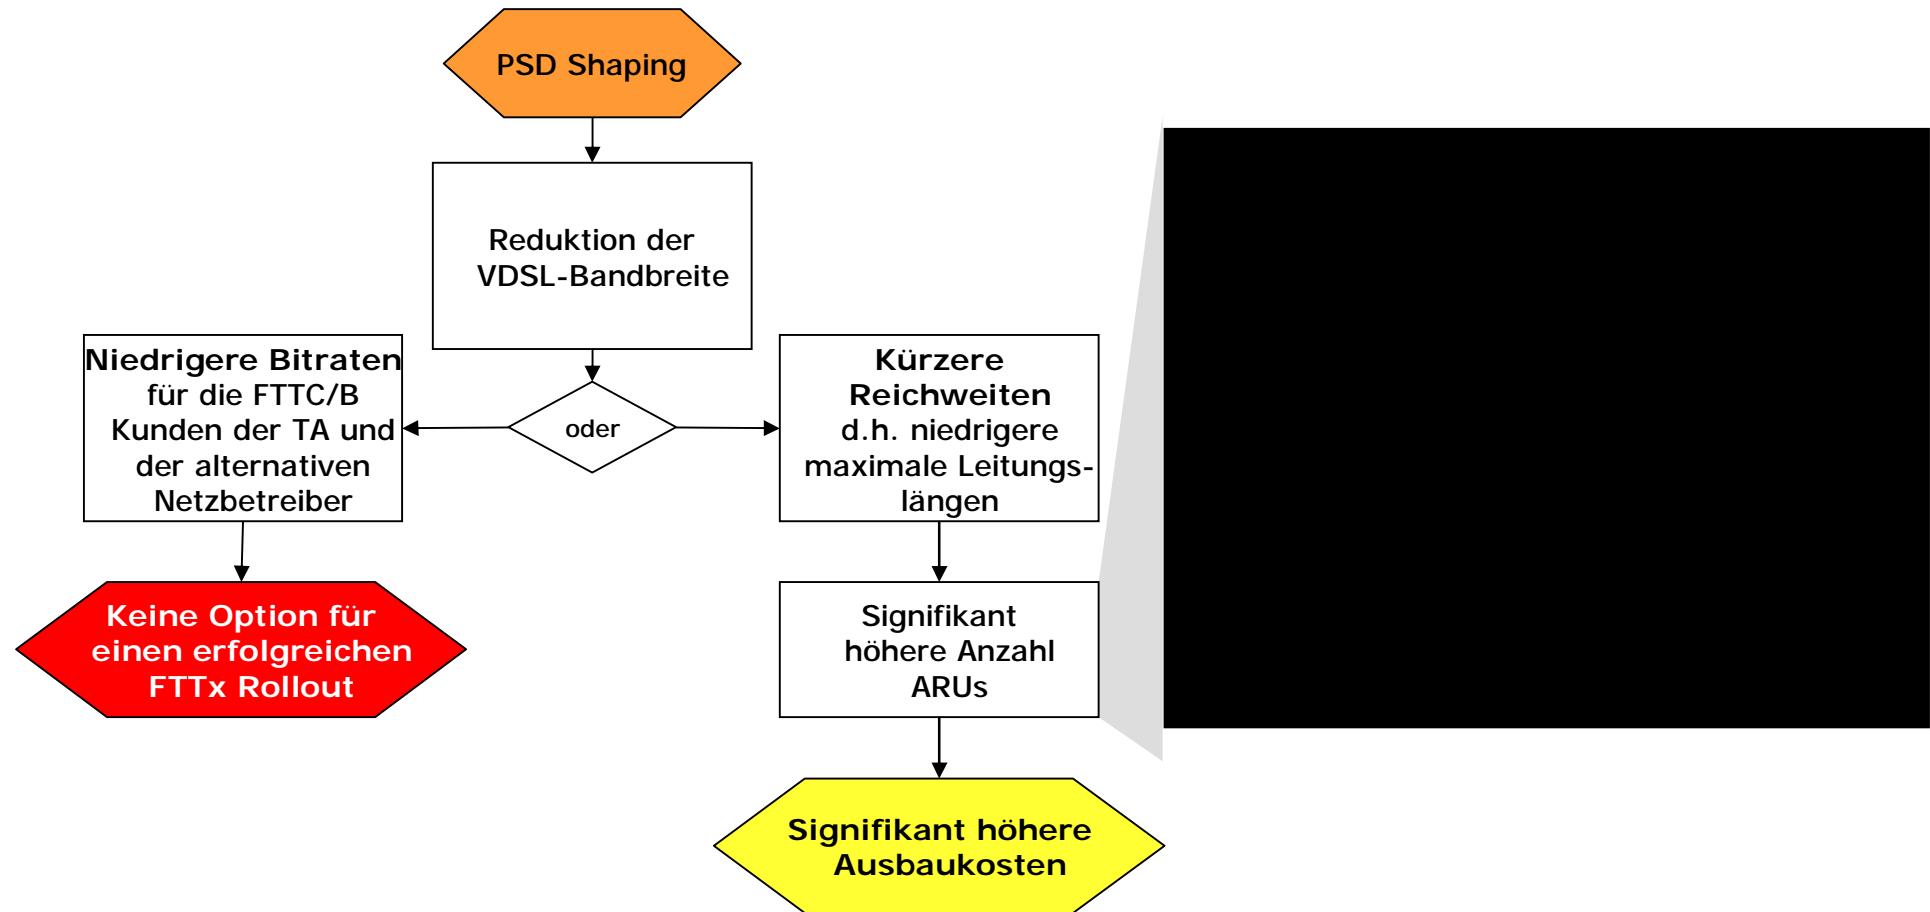 PSD Shaping
Reduktion der
VDSL-Bandbreite
oder
Niedrigere Bitraten
für die FTTC/B
Kunden der TA und
der alternativen
Netzbetreiber
Keine Option für
einen erfolgreichen
FTTx Rollout
Kürzere
Reichweiten
d.h. niedrigere
maximale Leitungs-
längen
Signifikant
höhere Anzahl
ARUs
Signifikant höhere
Ausbaukosten